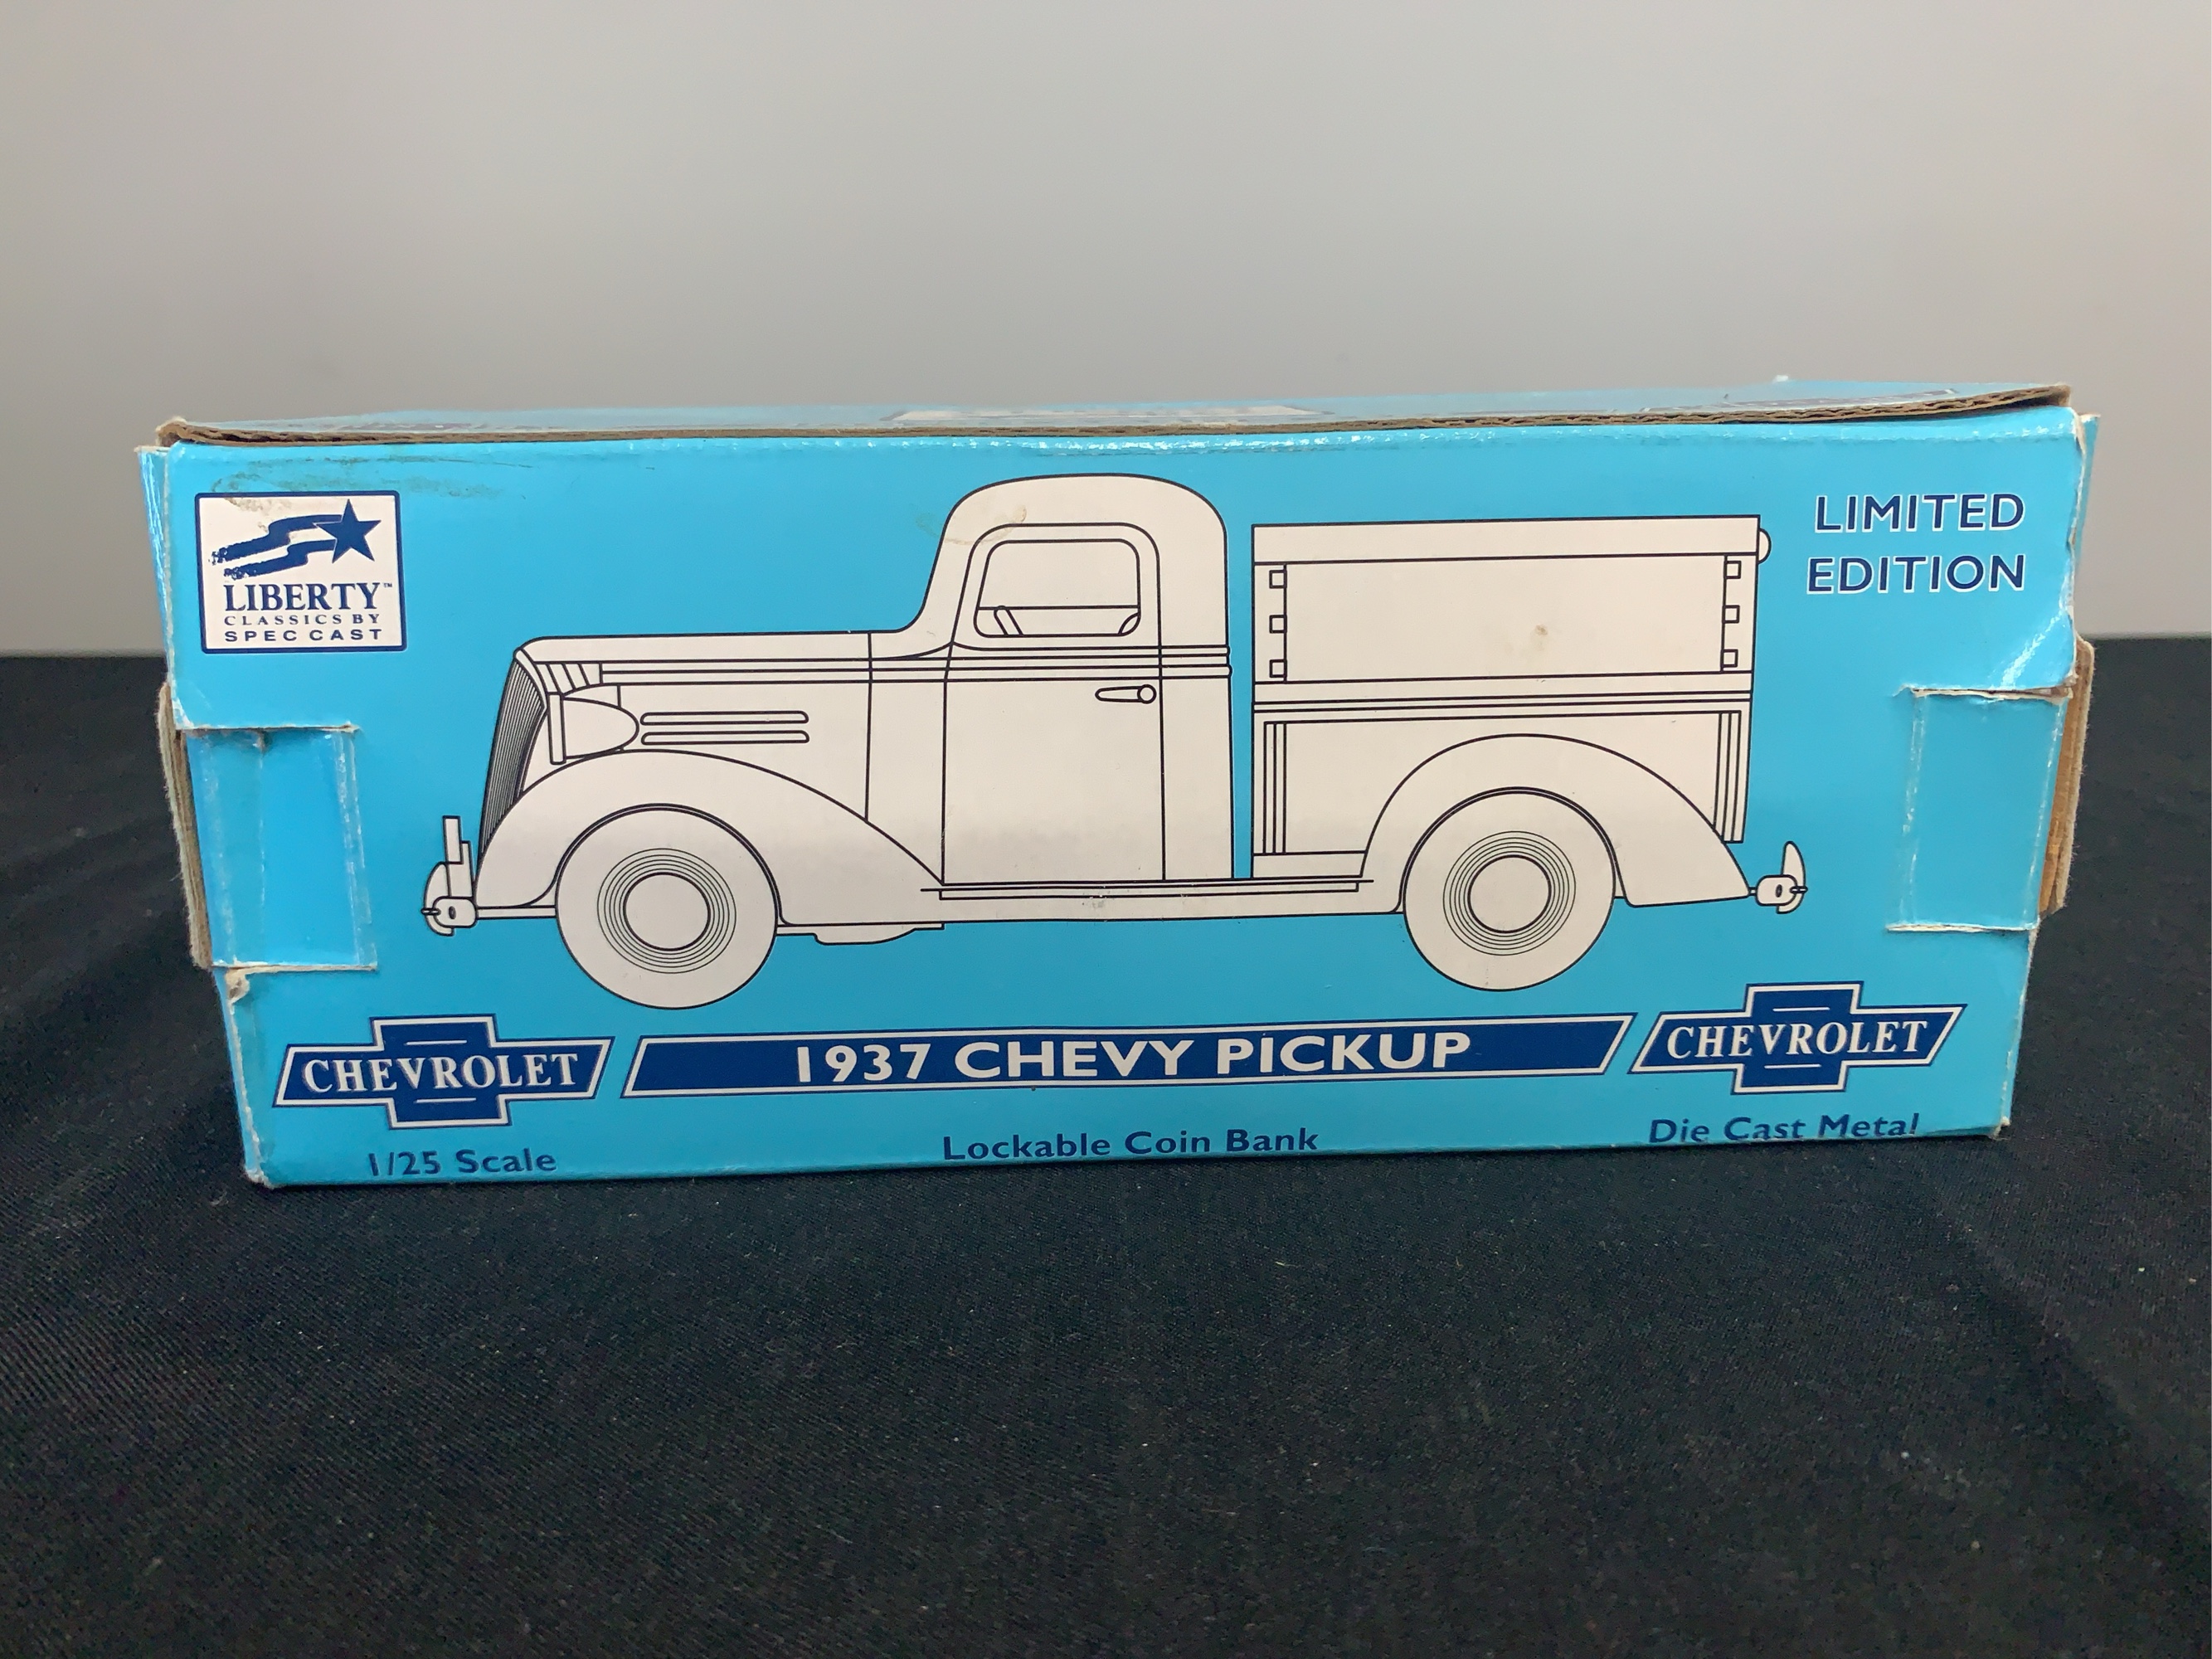 LIBERTY™
CLASSICS BY
SPEC CAST
LIMITED
EDITION
CHEVROLET
1937 CHEVY PICKUP
CHEVROLET
1/25 Scale
Lockable Coin Bank
Die Cast Metal